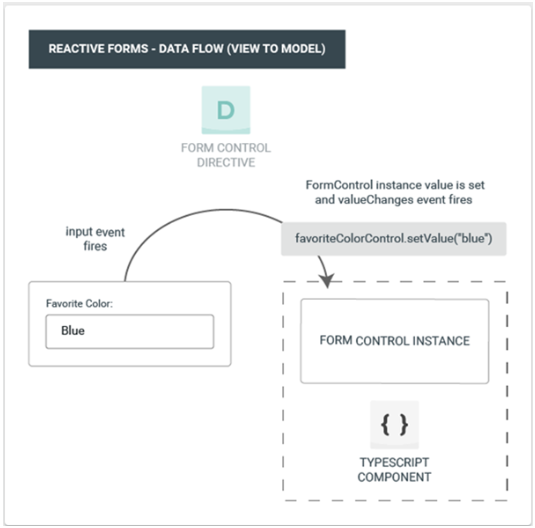 REACTIVE FORMS - DATA FLOW (VIEW TO MODEL)
D
FORM CONTROL
DIRECTIVE
FormControl instance value is set
and valueChanges event fires
input event
fires
favoriteColorControl.setValue("blue")
Favorite Color:
Blue
FORM CONTROL INSTANCE
{ }
TYPESCRIPT
COMPONENT